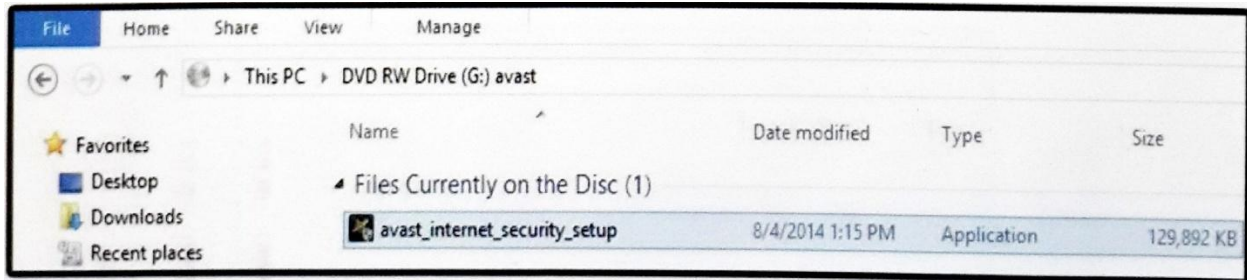 File Home Share View Manage
This PC DVD RW Drive (G:) avast
Name Date modified Type Size
Favorites
Desktop
Files Currently on the Disc (1)
Downloads
avast_internet_security_setup 8/4/2014 1:15 PM Application 129,892 KB
Recent places